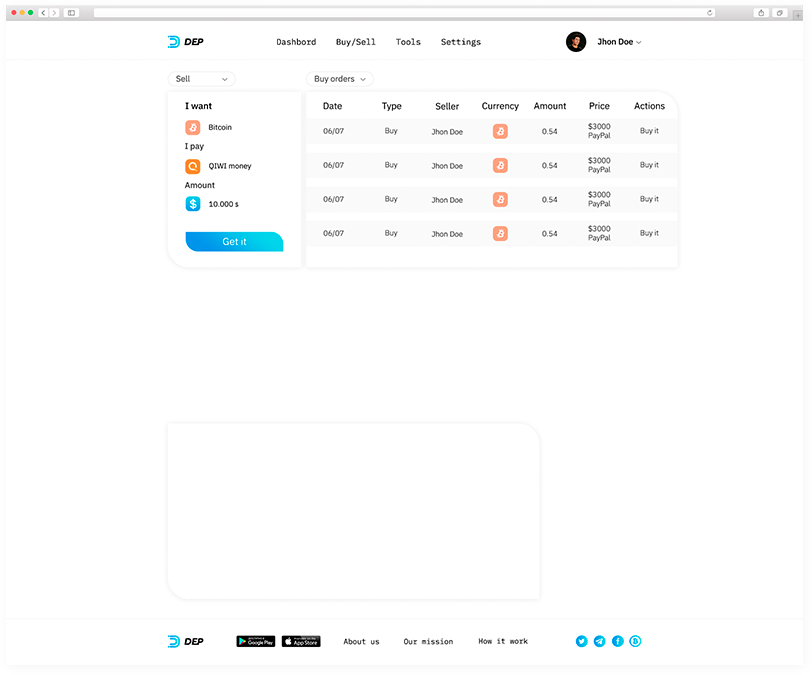 DEP Dashbord Buy/Sell Tools Settings Jhon Doe
Sell Buy orders
I want
Bitcoin
I pay
QIWI money
Amount
10.000 s
Get it
Date Type Seller Currency Amount Price Actions
06/07 Buy Jhon Doe 0.54 $3000 PayPal Buy it
06/07 Buy Jhon Doe 0.54 $3000 PayPal Buy it
06/07 Buy Jhon Doe 0.54 $3000 PayPal Buy it
06/07 Buy Jhon Doe 0.54 $3000 PayPal Buy it
DEP Google Play App Store About us Our mission How it work